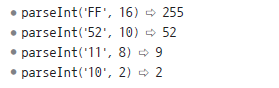 ● parseInt('FF', 16) ⇨ 255
● parseInt('52', 10) ⇨ 52
● parseInt('11', 8) ⇨ 9
● parseInt('10', 2) ⇨ 2